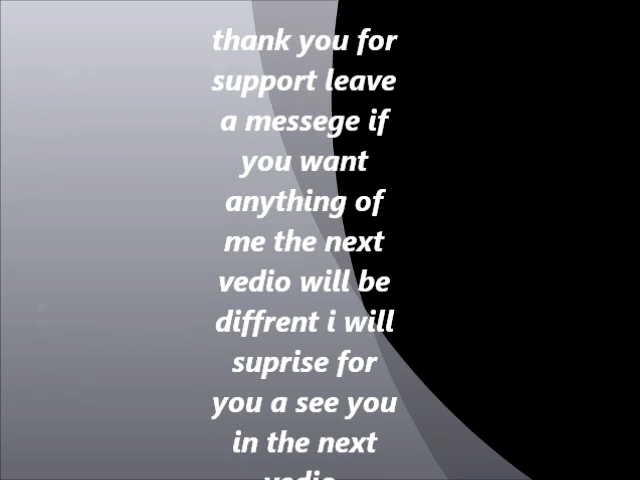 thank you for
support leave
a messege if
you want
anything of
me the next
vedio will be
diffrent i will
suprise for
you a see you
in the next
vedio